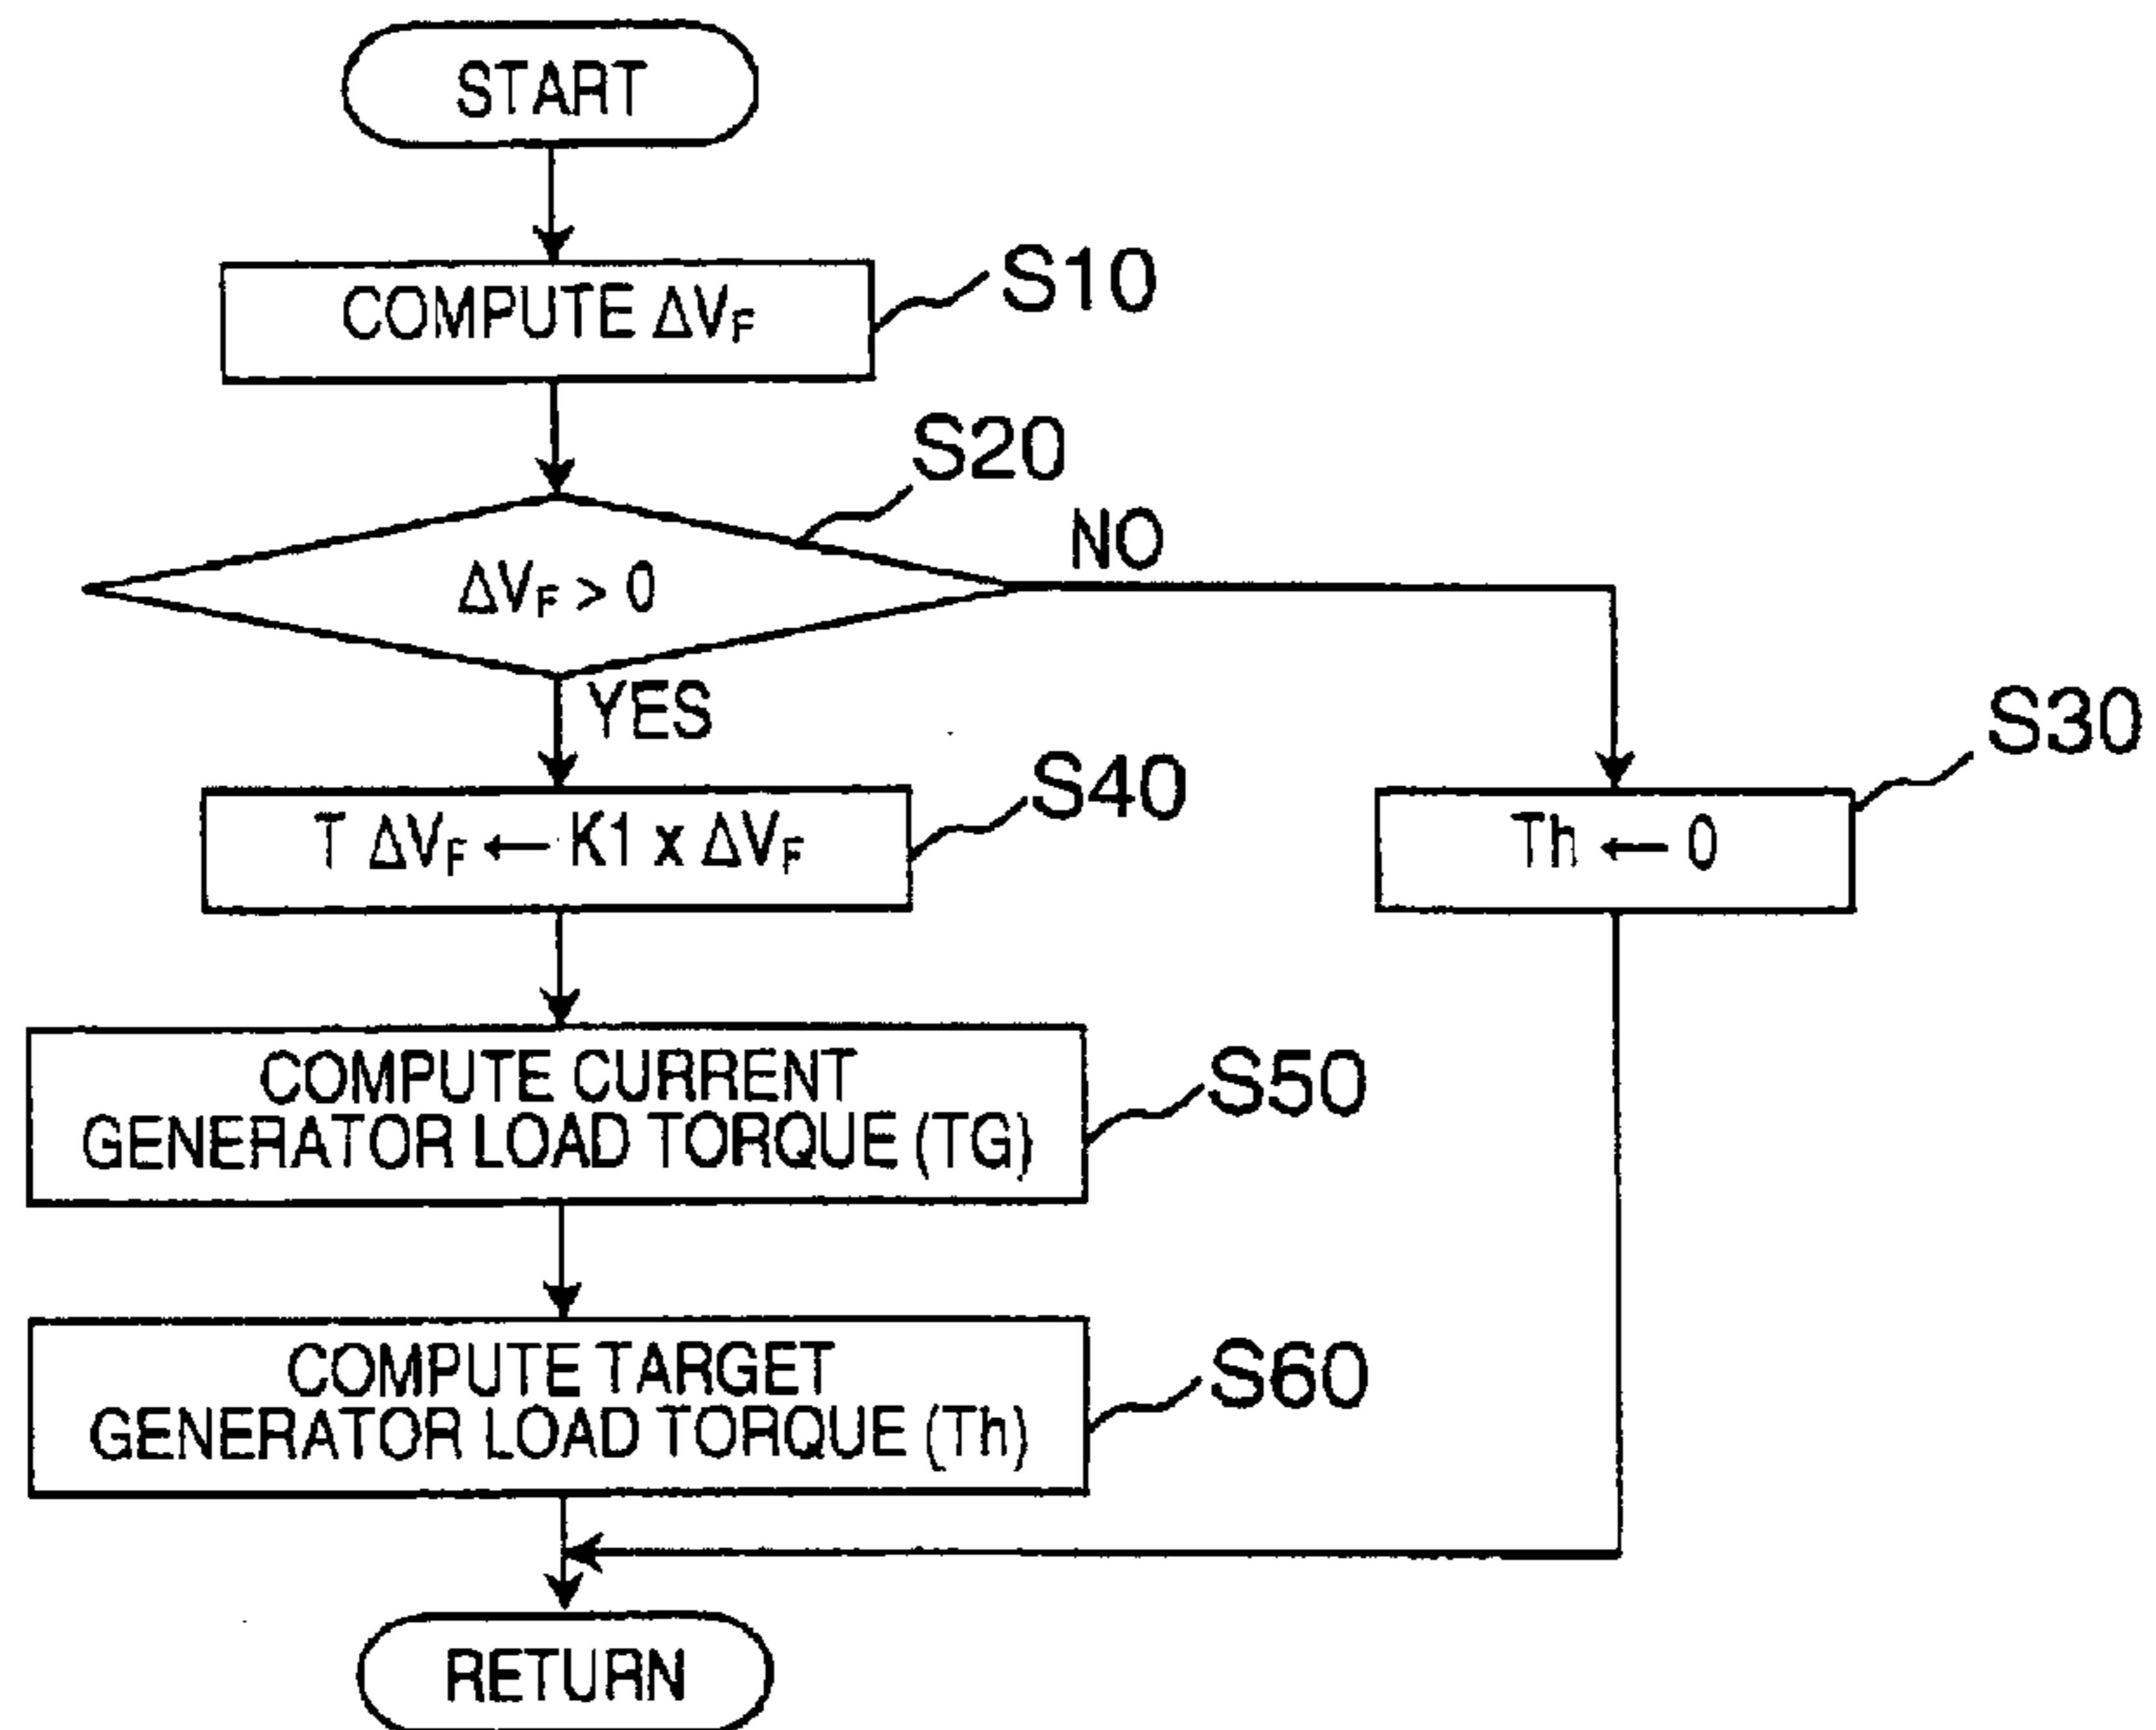 START
COMPUTE ΔVF
S10
S20
ΔVF > 0
NO
YES
S30
Th ← 0
S40
T ΔVF ← K1 x ΔVF
COMPUTE CURRENT
GENERATOR LOAD TORQUE (TG)
S50
COMPUTE TARGET
GENERATOR LOAD TORQUE (Th)
S60
RETURN